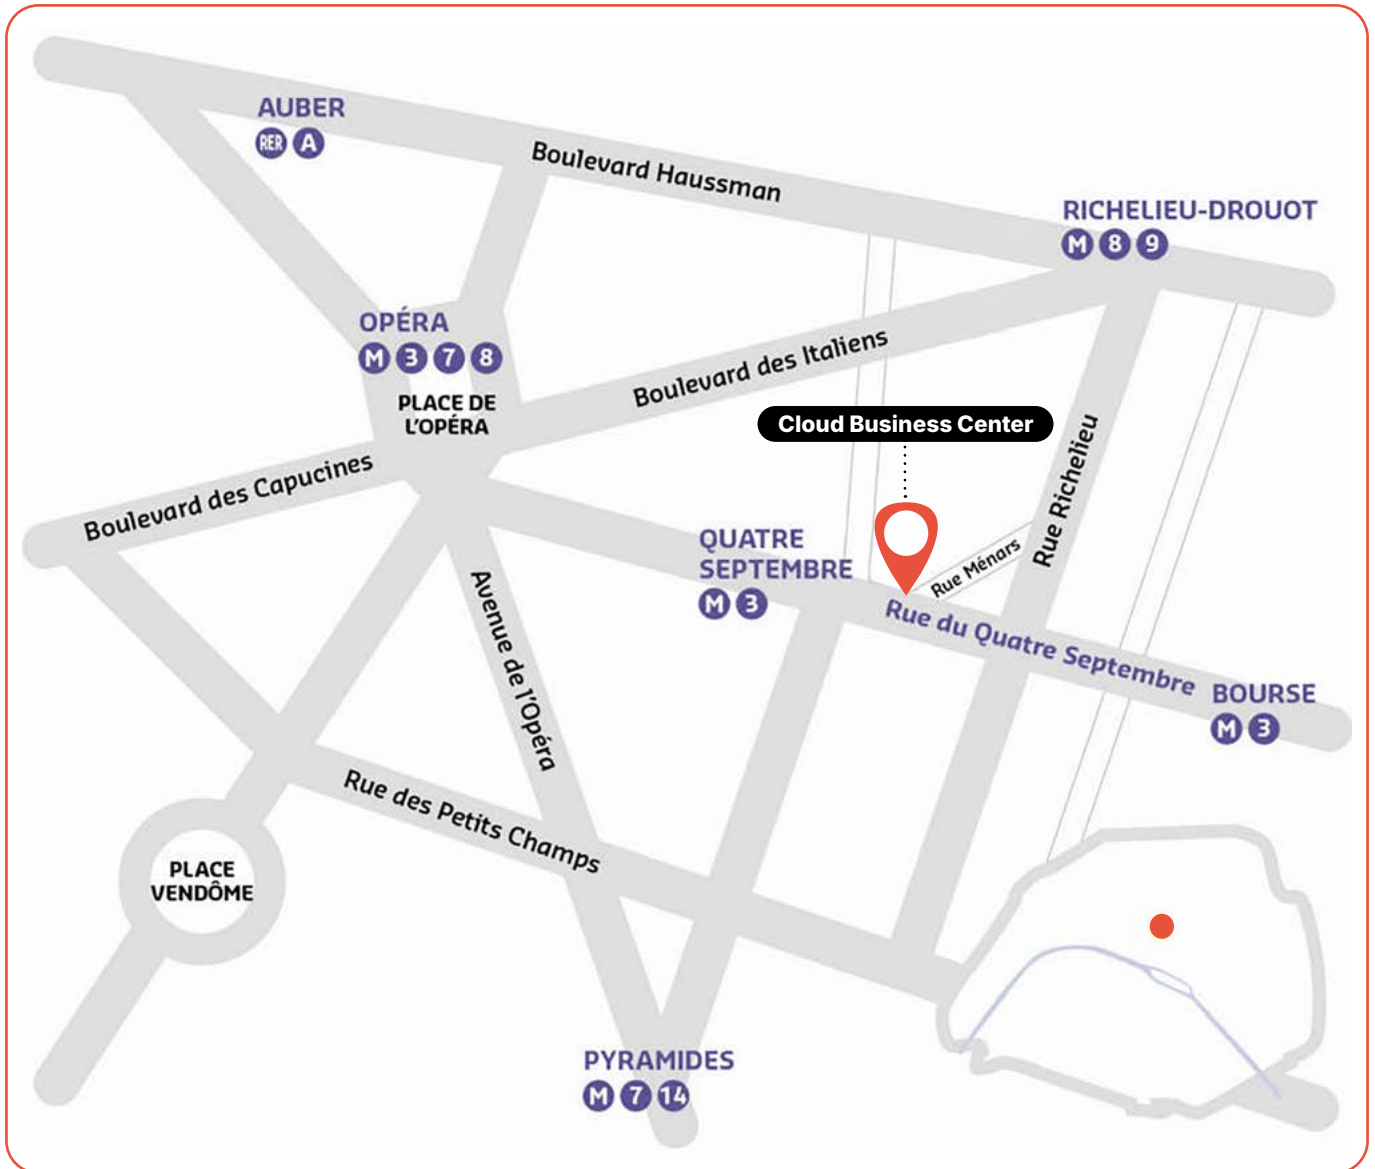 AUBER
RER A
Boulevard Haussman
RICHELIEU-DROUOT
M 8 9
OPÉRA
M 3 7 8
PLACE DE
L'OPÉRA
Boulevard des Italiens
Cloud Business Center
Boulevard des Capucines
Rue Richelieu
QUATRE
SEPTEMBRE
M 3
Rue Ménars
Rue du Quatre Septembre
Avenue de l'Opéra
BOURSE
M 3
Rue des Petits Champs
PLACE
VENDÔME
PYRAMIDES
M 7 14